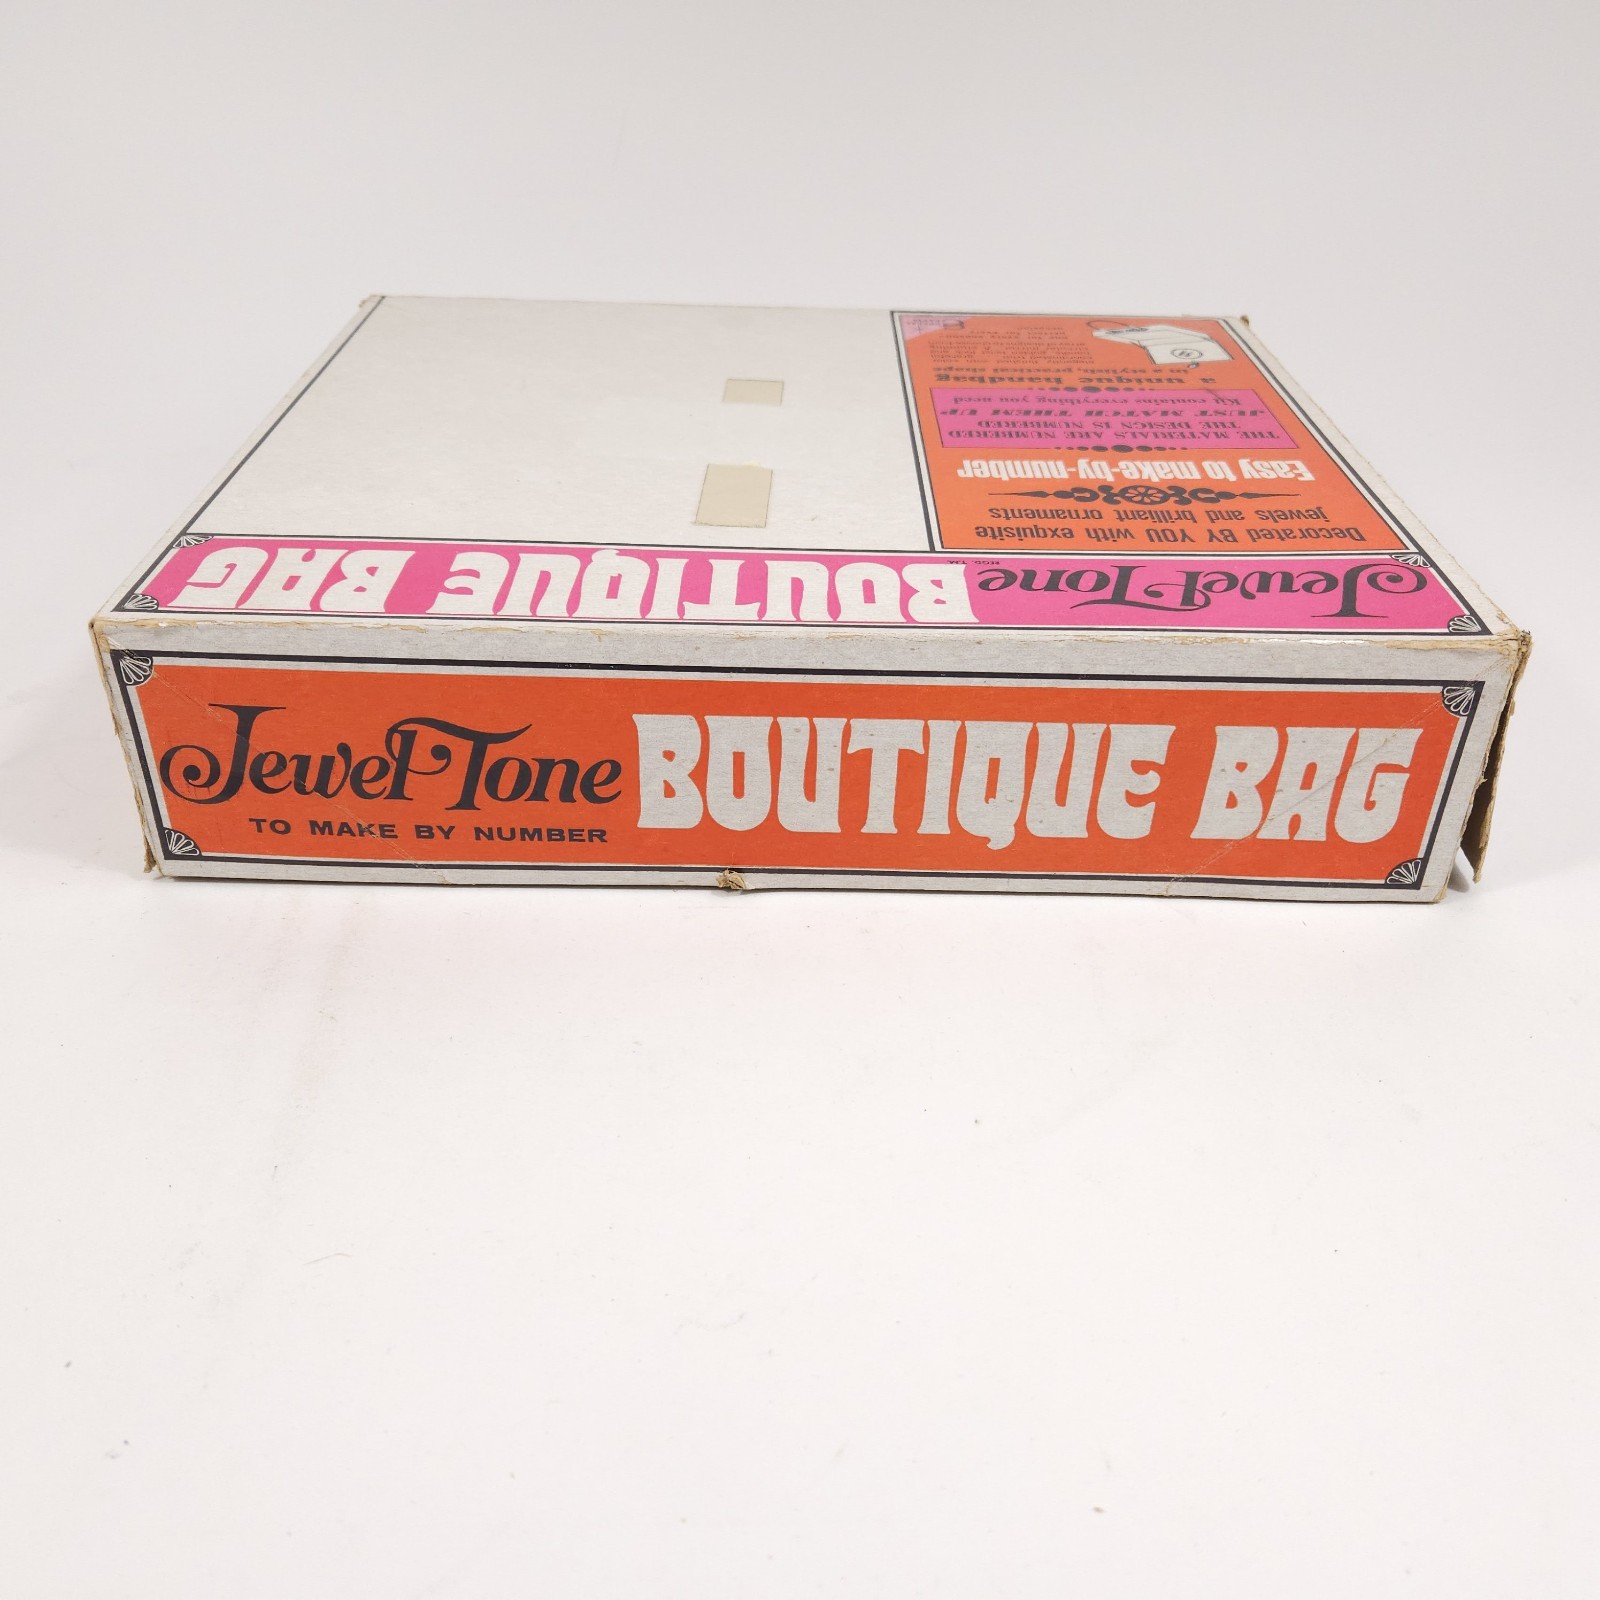 Jewel Tone
TO MAKE BY NUMBER
BOUTIQUE BAG
Jewel Tone
REG. T.M.
BOUTIQUE BAG
Decorated BY YOU with exquisite
jewels and brilliant ornaments
Easy to make-by-number
THE MATERIALS ARE NUMBERED
THE DESIGN IS NUMBERED
JUST MATCH THEM UP
Kit contains everything you need
a unique handbag
in a stylish, practical shape